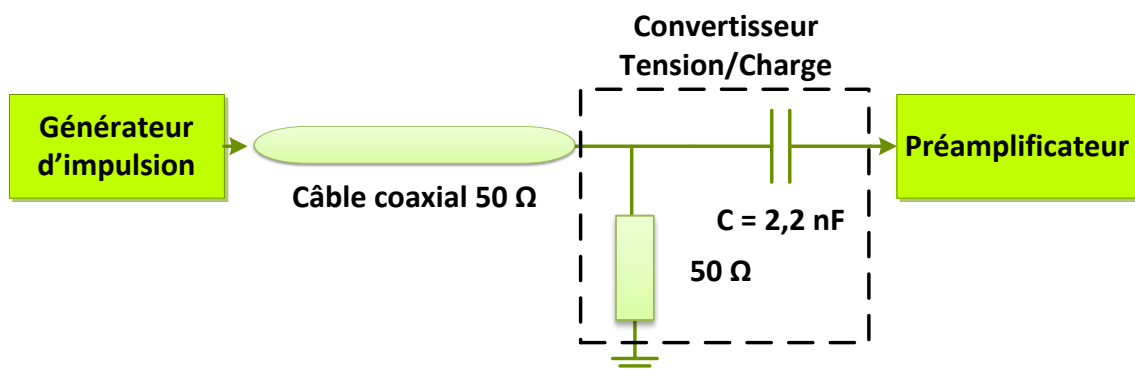 Convertisseur
Tension/Charge
Générateur
d’impulsion
Préamplificateur
Câble coaxial 50 Ω
C = 2,2 nF
50 Ω